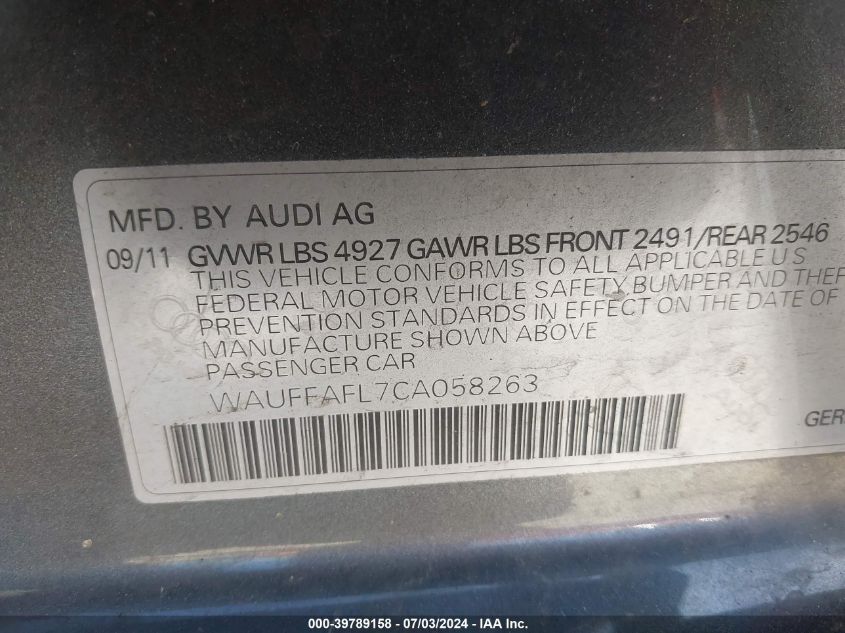 MFD. BY AUDI AG
09/11 GVWR LBS 4927 GAWR LBS FRONT 2491/REAR 2546
THIS VEHICLE CONFORMS TO ALL APPLICABLE U S
FEDERAL MOTOR VEHICLE SAFETY, BUMPER AND THEF
PREVENTION STANDARDS IN EFFECT ON THE DATE OF
MANUFACTURE SHOWN ABOVE
PASSENGER CAR
WAUFFAFL7CA058263
GER
000-39789158 - 07/03/2024 - IAA Inc.